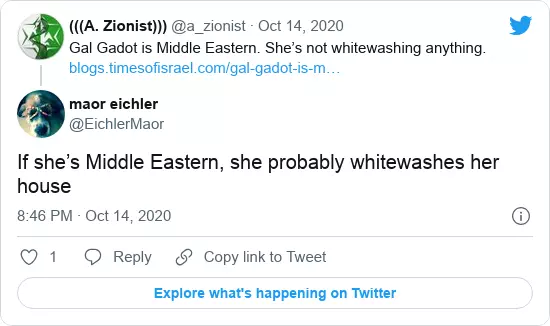 (((A. Zionist))) @a_zionist · Oct 14, 2020
Gal Gadot is Middle Eastern. She’s not whitewashing anything.
blogs.timesofisrael.com/gal-gadot-is-m…
maor eichler
@EichlerMaor
If she’s Middle Eastern, she probably whitewashes her
house
8:46 PM · Oct 14, 2020
1 Reply Copy link to Tweet
Explore what's happening on Twitter